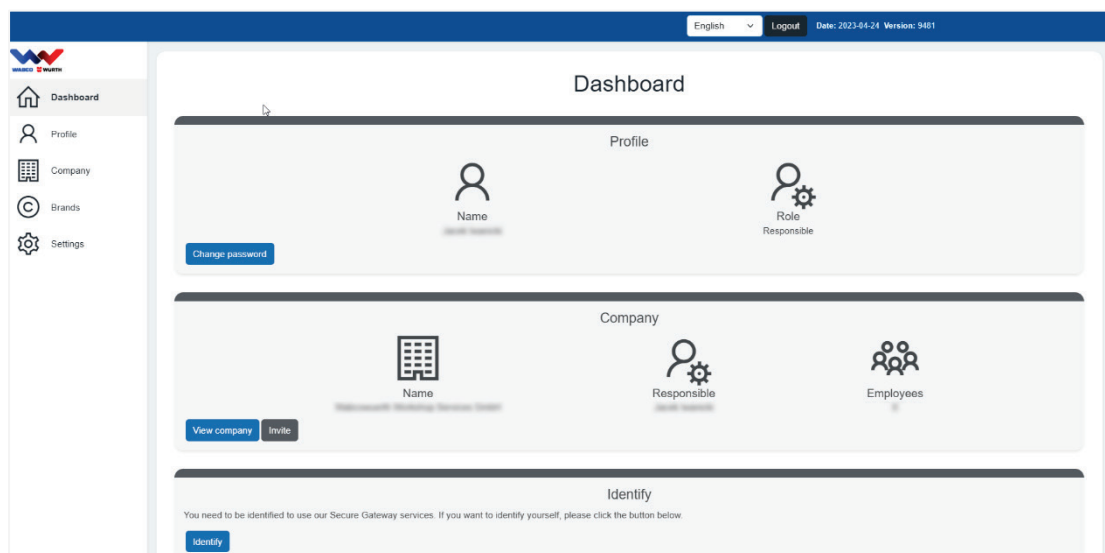 English Logout Date: 2023-04-24 Version: 9481
WABCO WÜRTH
Dashboard
Profile
Company
Brands
Settings
Dashboard
Profile
Name Role
Responsible
Change password
Company
Name Responsible Employees
View company Invite
Identify
You need to be identified to use our Secure Gateway services. If you want to identify yourself, please click the button below.
Identify